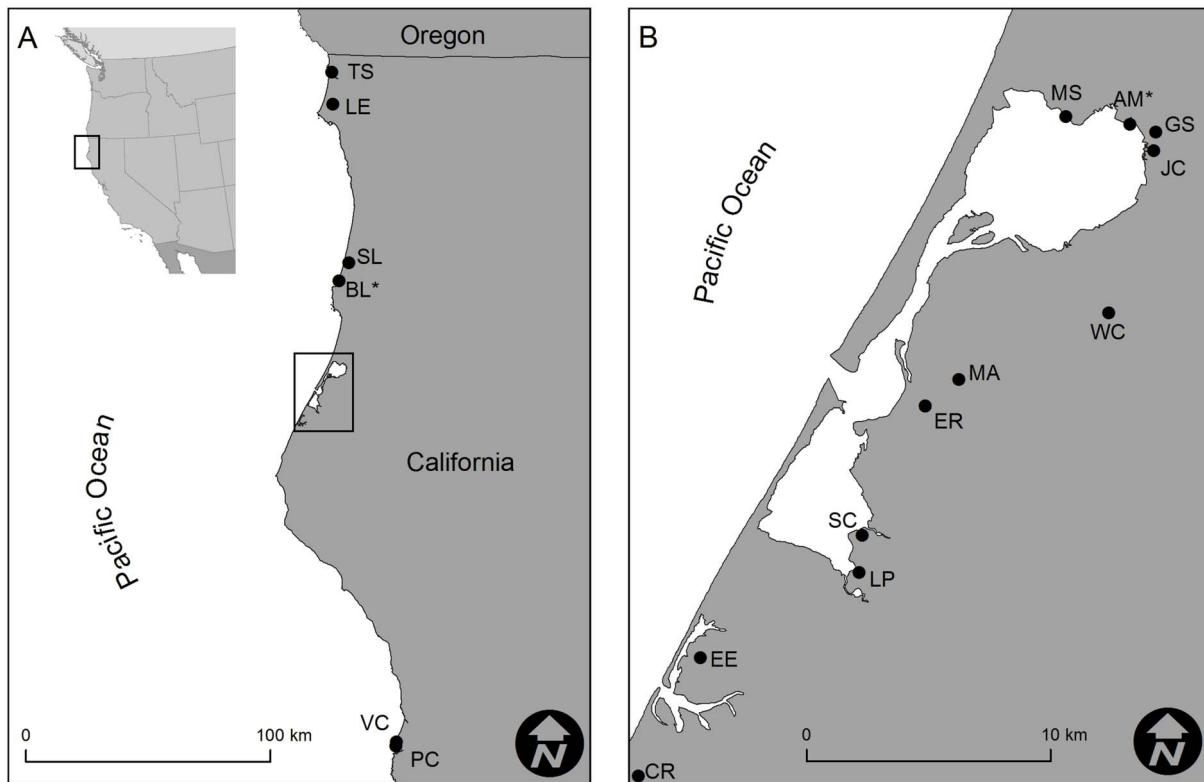 A
Oregon
TS
LE
SL
BL*
Pacific Ocean
California
VC
PC
0
100 km
N
B
MS
AM*
GS
JC
Pacific Ocean
WC
MA
ER
SC
LP
EE
CR
0
10 km
N